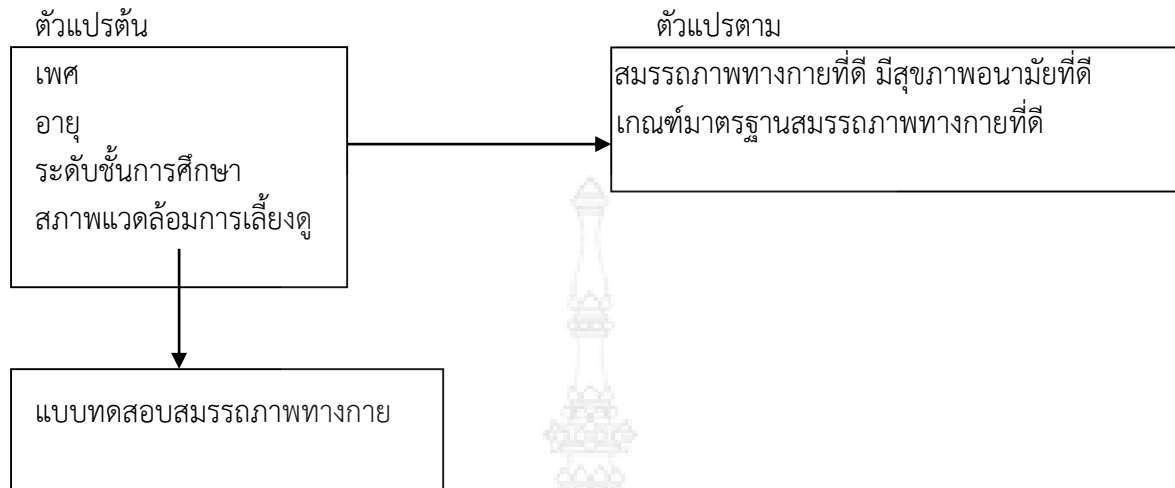 ตัวแปรต้น
เพศ
อายุ
ระดับชั้นการศึกษา
สภาพแวดล้อมการเลี้ยงดู
ตัวแปรตาม
สมรรถภาพทางกายที่ดี มีสุขภาพอนามัยที่ดี
เกณฑ์มาตรฐานสมรรถภาพทางกายที่ดี
แบบทดสอบสมรรถภาพทางกาย